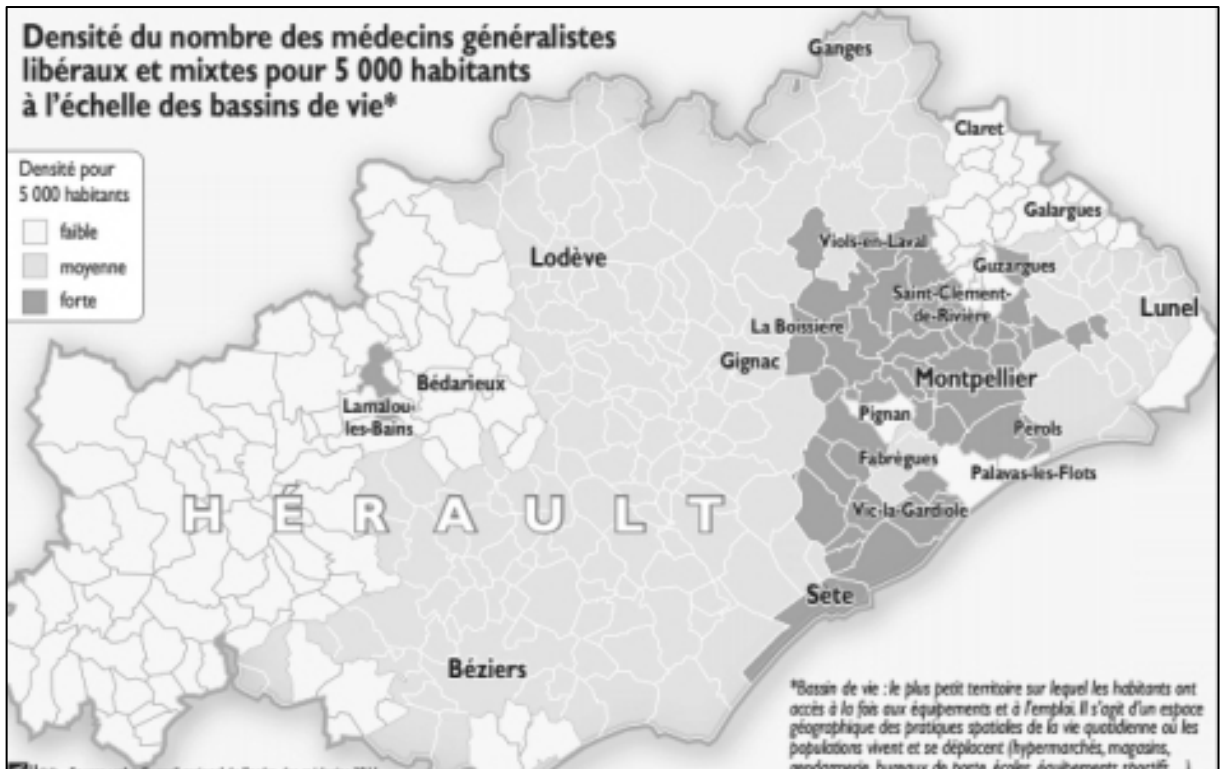 Densité du nombre des médecins généralistes
libéraux et mixtes pour 5 000 habitants
à l'échelle des bassins de vie*
Densité pour
5 000 habitants
faible
moyenne
forte
Ganges
Claret
Galargues
Viols-en-Laval
Guzargues
Lodève
Saint-Clément-
de-Rivière
Lunel
La Boissière
Gignac
Montpellier
Bédarieux
Lamalou-
les-Bains
Pignan
Pérols
Fabrègues
Palavas-les-Flots
HÉRAULT
Vic-la-Gardiole
Sète
Béziers
*Bassin de vie : le plus petit territoire sur lequel les habitants ont
accès à la fois aux équipements et à l'emploi. Il s'agit d'un espace
géographique des pratiques spatiales de la vie quotidienne où les
populations vivent et se déplacent (hypermarchés, magasins,